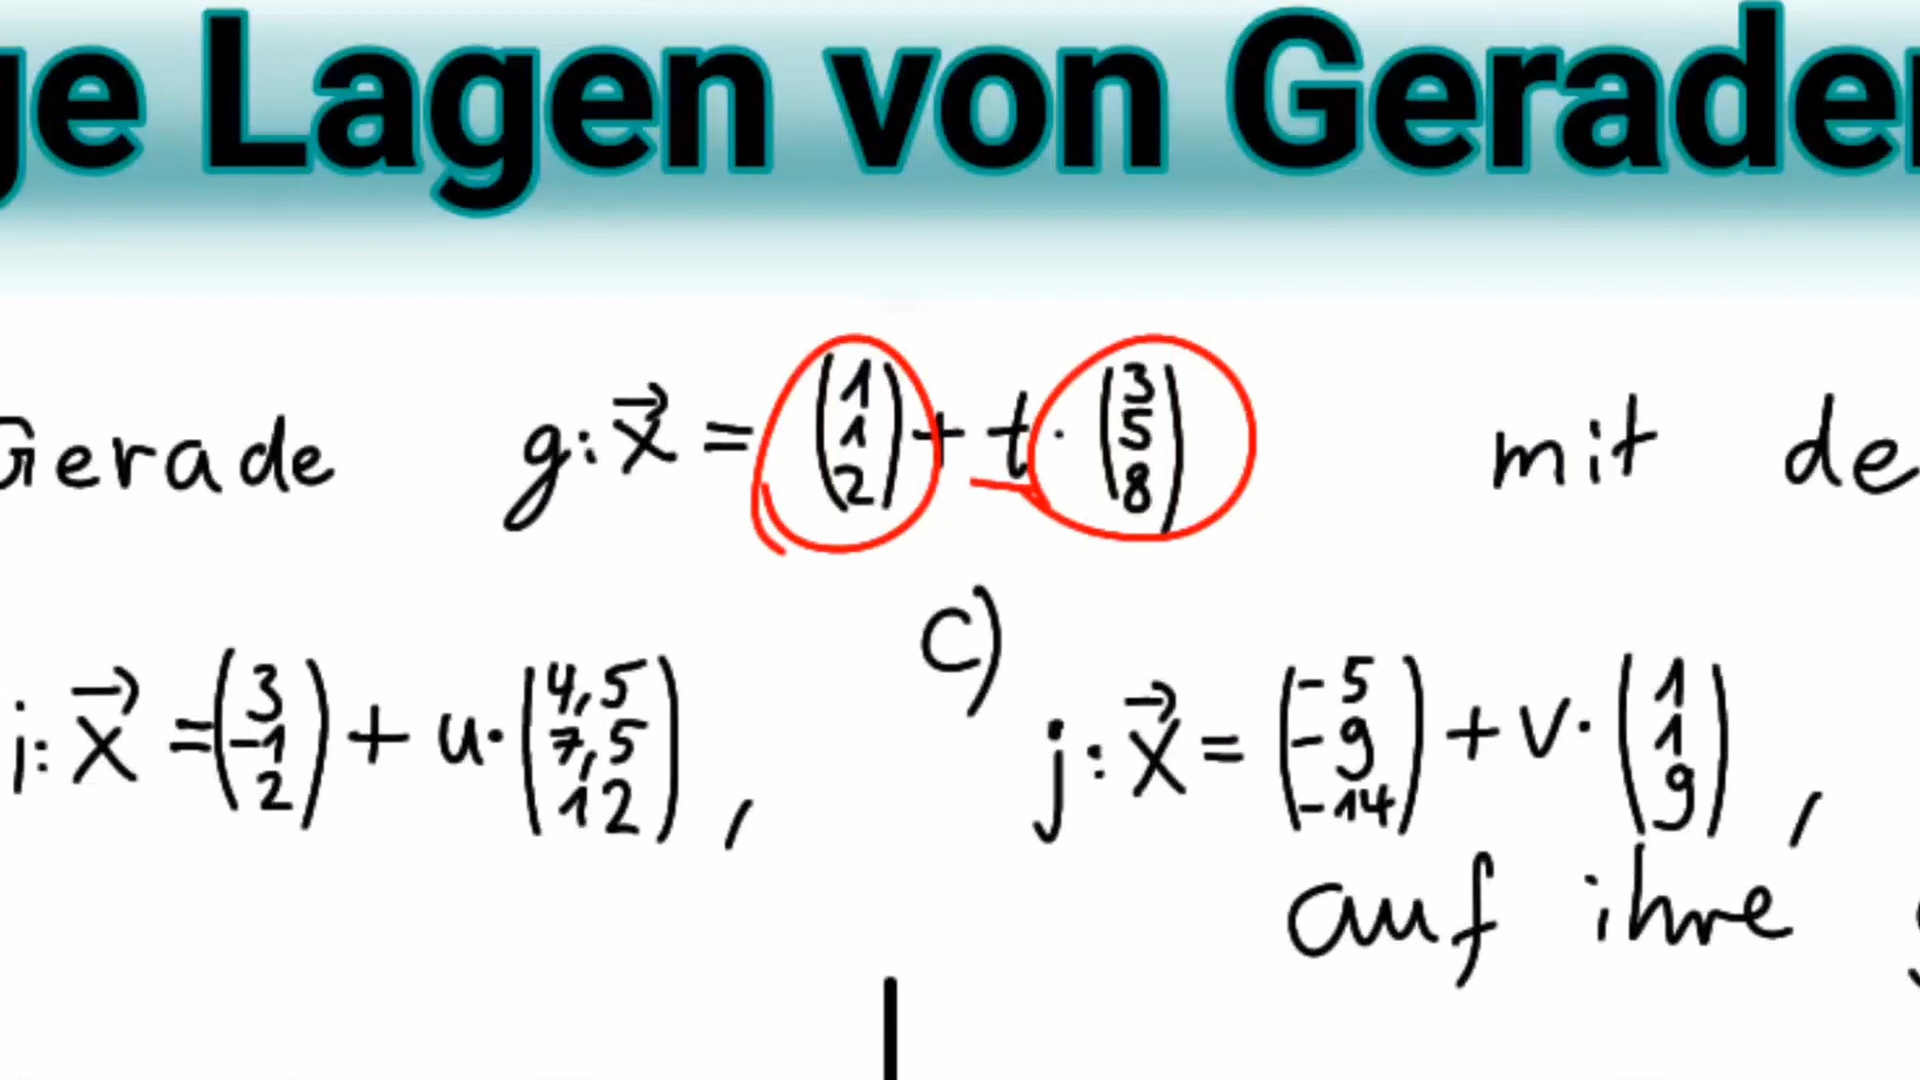 ge Lagen von Geraden
Gerade g: x⃗ = (1 1 2) + t · (3 5 8) mit de
c)
i: x⃗ = (3 -1 2) + u · (4,5 7,5 12) , j: x⃗ = (-5 -9 -14) + v · (1 1 9) ,
auf ihre